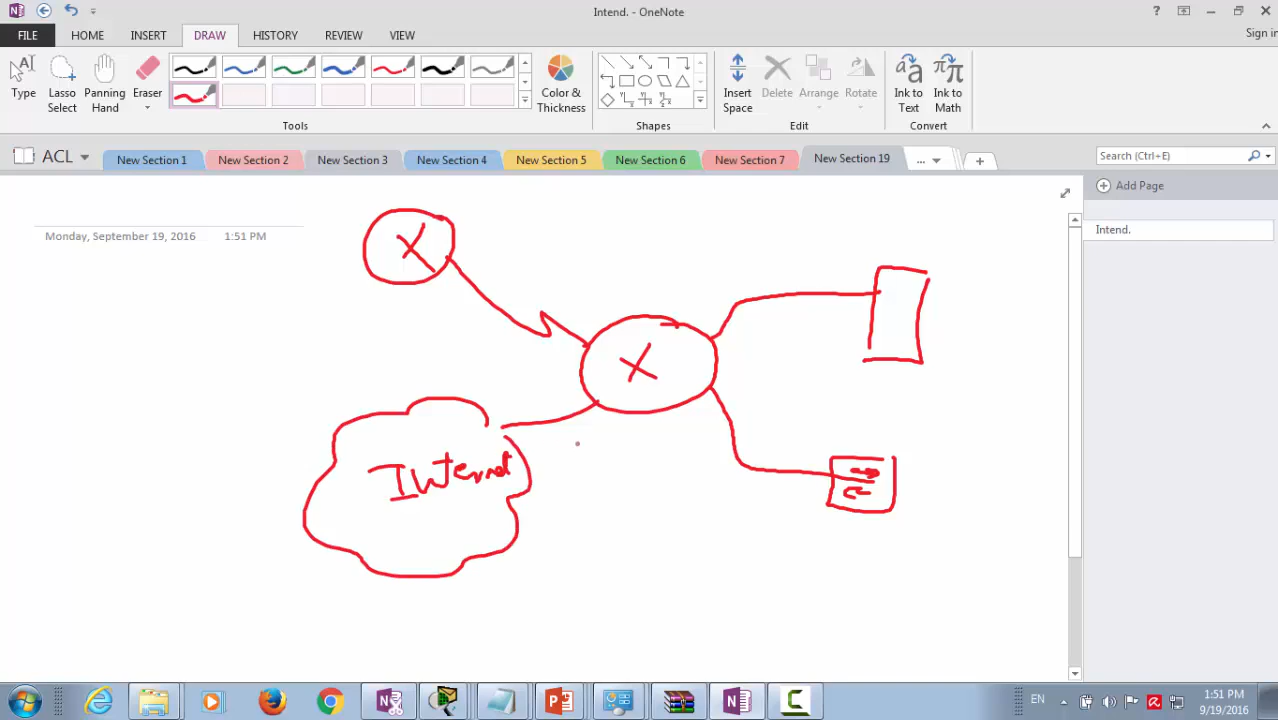 Intend. - OneNote
?
FILE HOME INSERT DRAW HISTORY REVIEW VIEW
Sign in
Type
Lasso Select
Panning Hand
Eraser
Color & Thickness
Insert Space
Delete
Arrange
Rotate
Ink to Text
Ink to Math
Tools
Shapes
Edit
Convert
ACL
New Section 1 New Section 2 New Section 3 New Section 4 New Section 5 New Section 6 New Section 7 New Section 19 ...
Search (Ctrl+E)
Add Page
Intend.
Monday, September 19, 2016 1:51 PM
X
X
Internet
EN
1:51 PM
9/19/2016